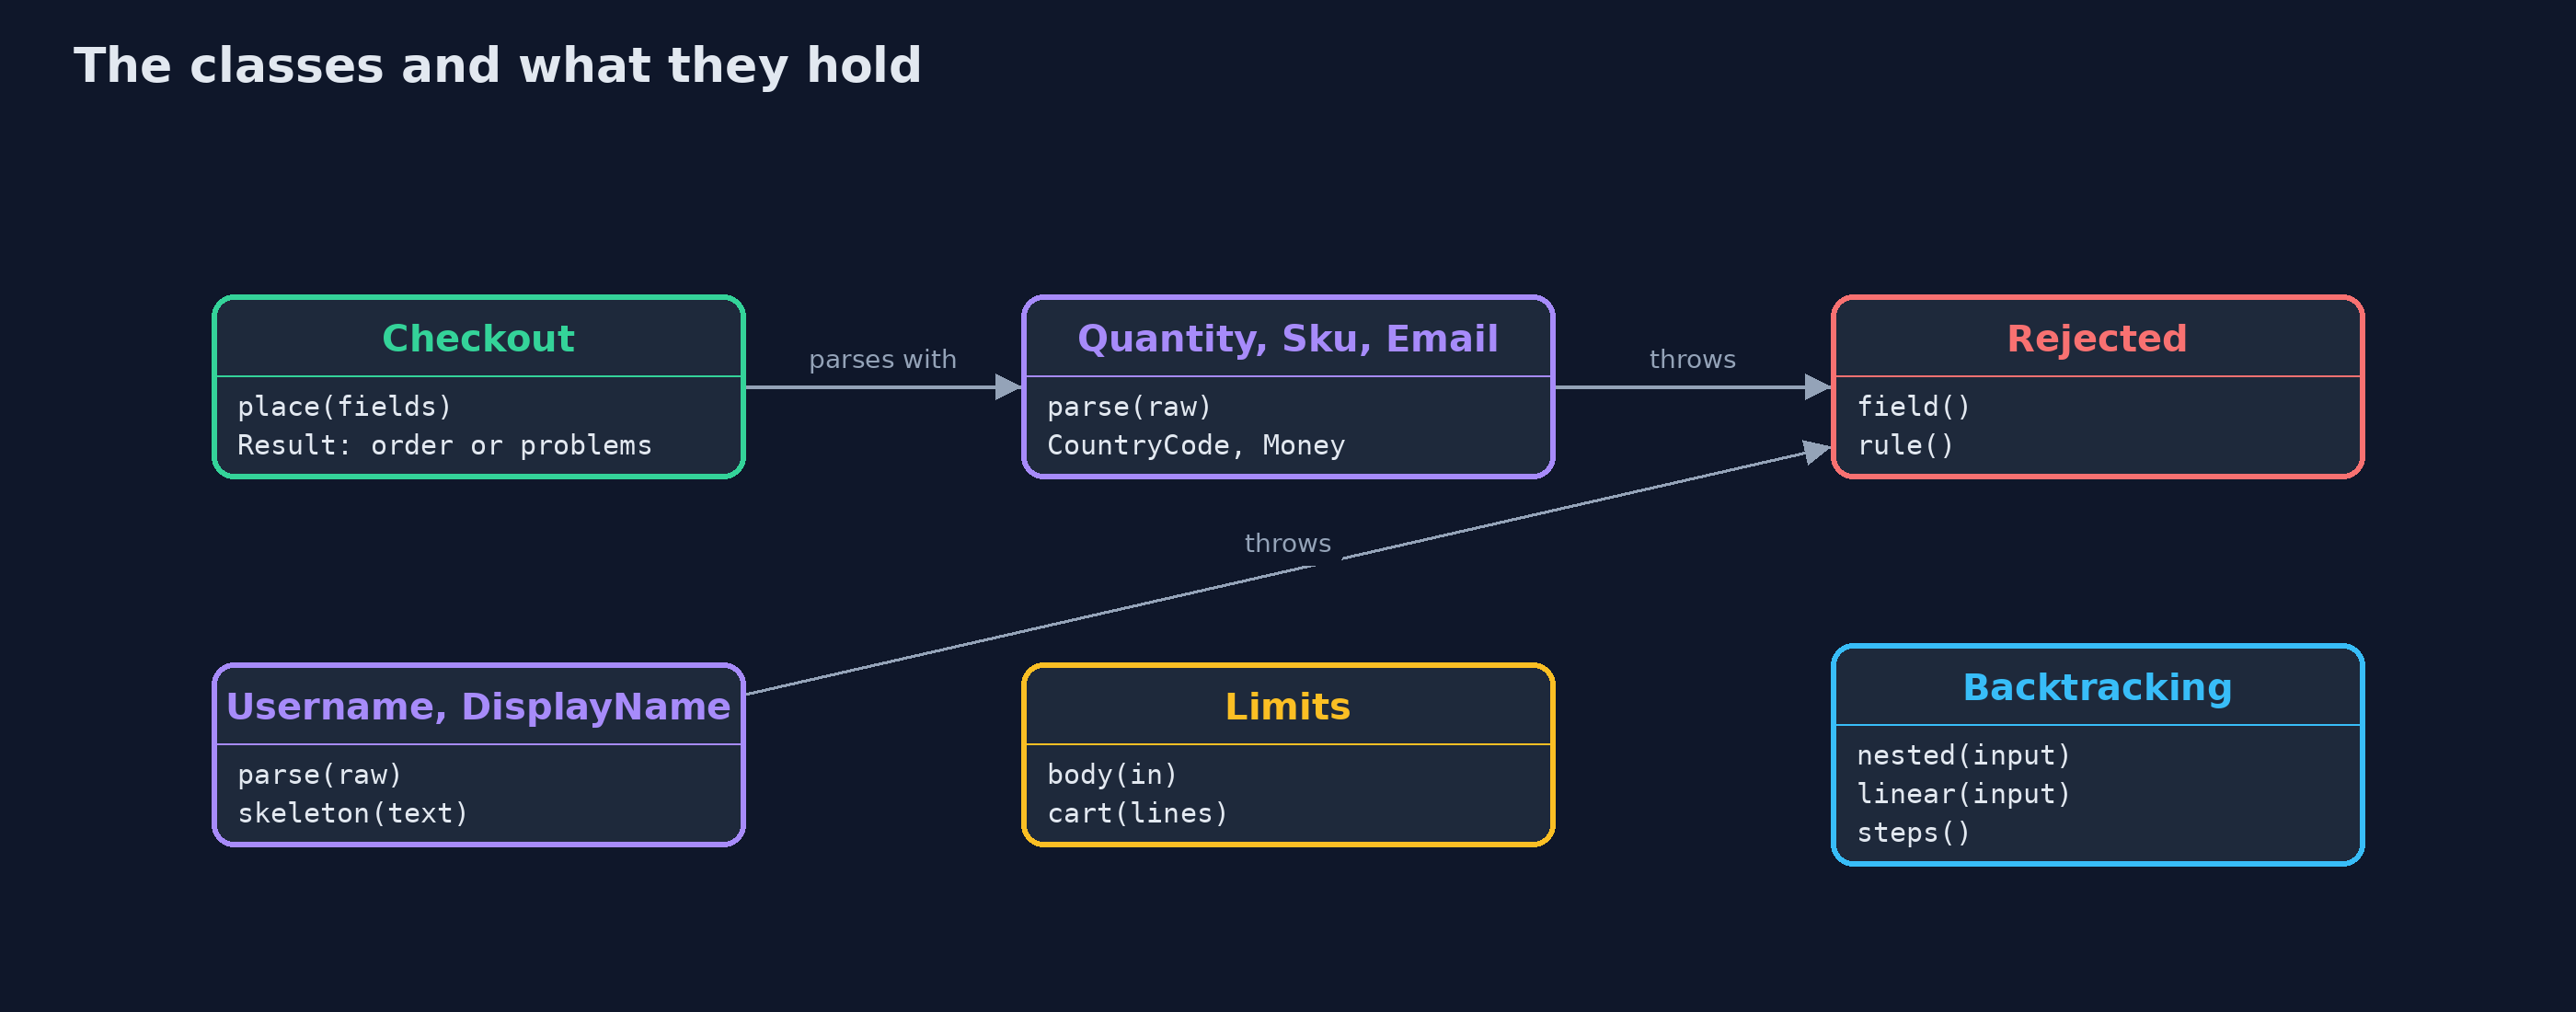 The classes and what they hold
Checkout
place(fields)
Result: order or problems
parses with
Quantity, Sku, Email
parse(raw)
CountryCode, Money
throws
Rejected
field()
rule()
throws
Username, DisplayName
parse(raw)
skeleton(text)
Limits
body(in)
cart(lines)
Backtracking
nested(input)
linear(input)
steps()